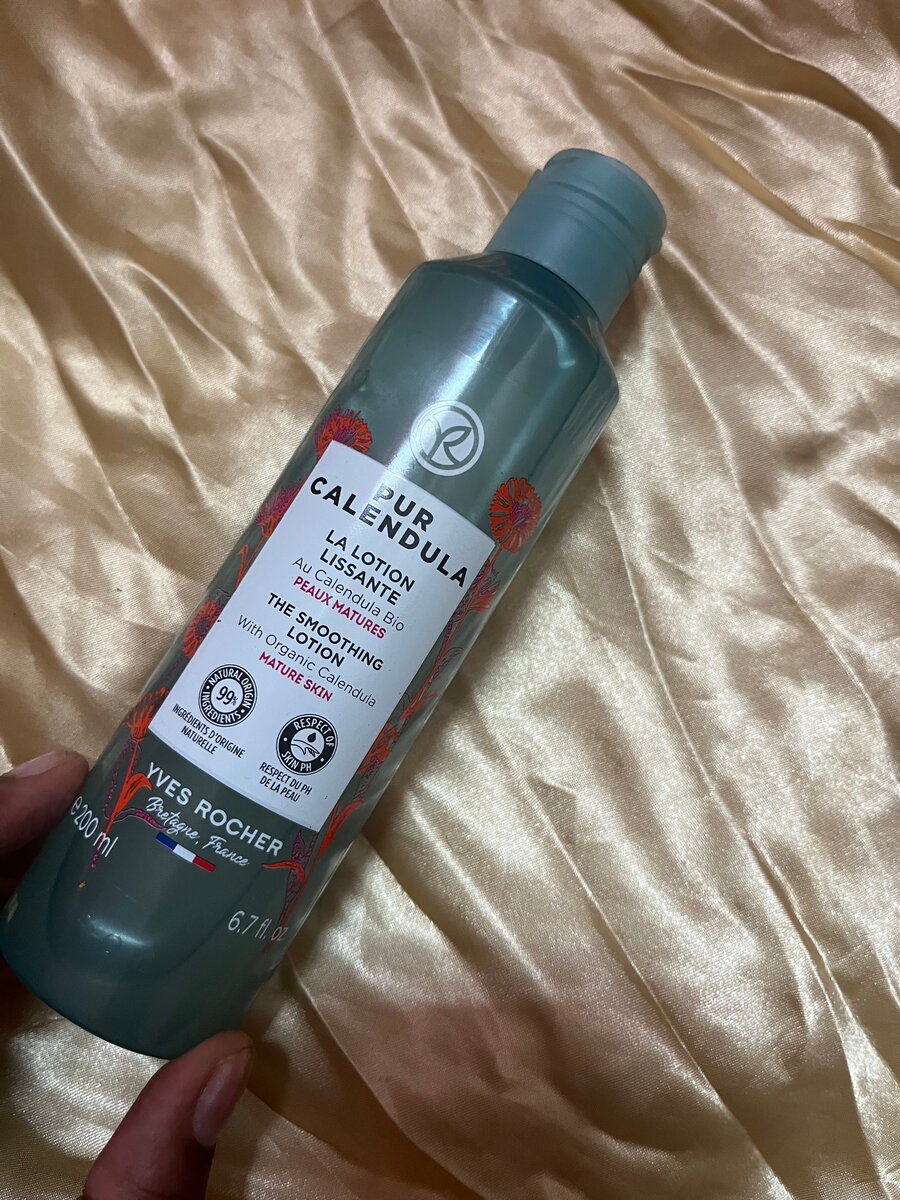 YR
PUR
CALENDULA
LA LOTION
LISSANTE
Au Calendula Bio
PEAUX MATURES
THE SMOOTHING
LOTION
With Organic Calendula
MATURE SKIN
NATURAL ORIGIN
99%
INGREDIENTS
INGRÉDIENTS D'ORIGINE
NATURELLE
RESPECT OF
SKIN PH
RESPECT DU PH
DE LA PEAU
YVES ROCHER
Bretagne, France
℮200 ml
6.7 fl. oz